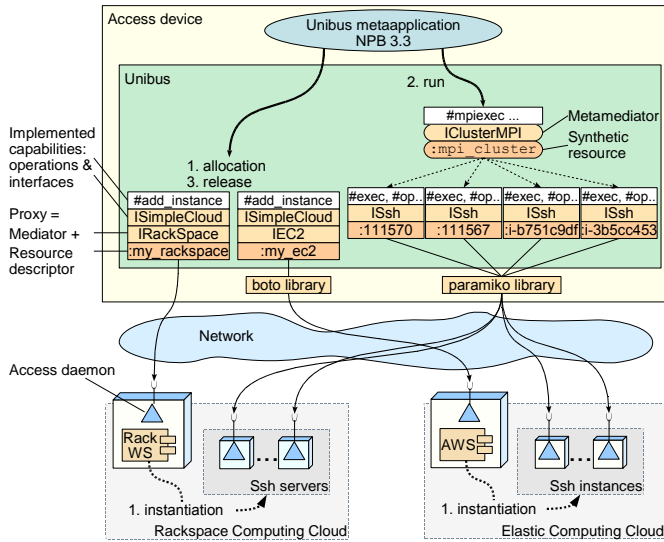 Access device
Unibus metaapplication
NPB 3.3
Unibus
2. run
#mpiexec ...
IClusterMPI
:mpi_cluster
Metamediator
Synthetic
resource
Implemented
capabilities:
operations &
interfaces
1. allocation
3. release
#add_instance
ISimpleCloud
IRackSpace
:my_rackspace
#add_instance
ISimpleCloud
IEC2
:my_ec2
#exec, #op..
ISsh
:111570
#exec, #op..
ISsh
:111567
#exec, #op..
ISsh
:i-b751c9df
#exec, #op..
ISsh
:i-3b5cc453
Proxy =
Mediator +
Resource
descriptor
boto library
paramiko library
Network
Access daemon
Rack
WS
...
Ssh servers
1. instantiation
Rackspace Computing Cloud
AWS
...
Ssh instances
1. instantiation
Elastic Computing Cloud